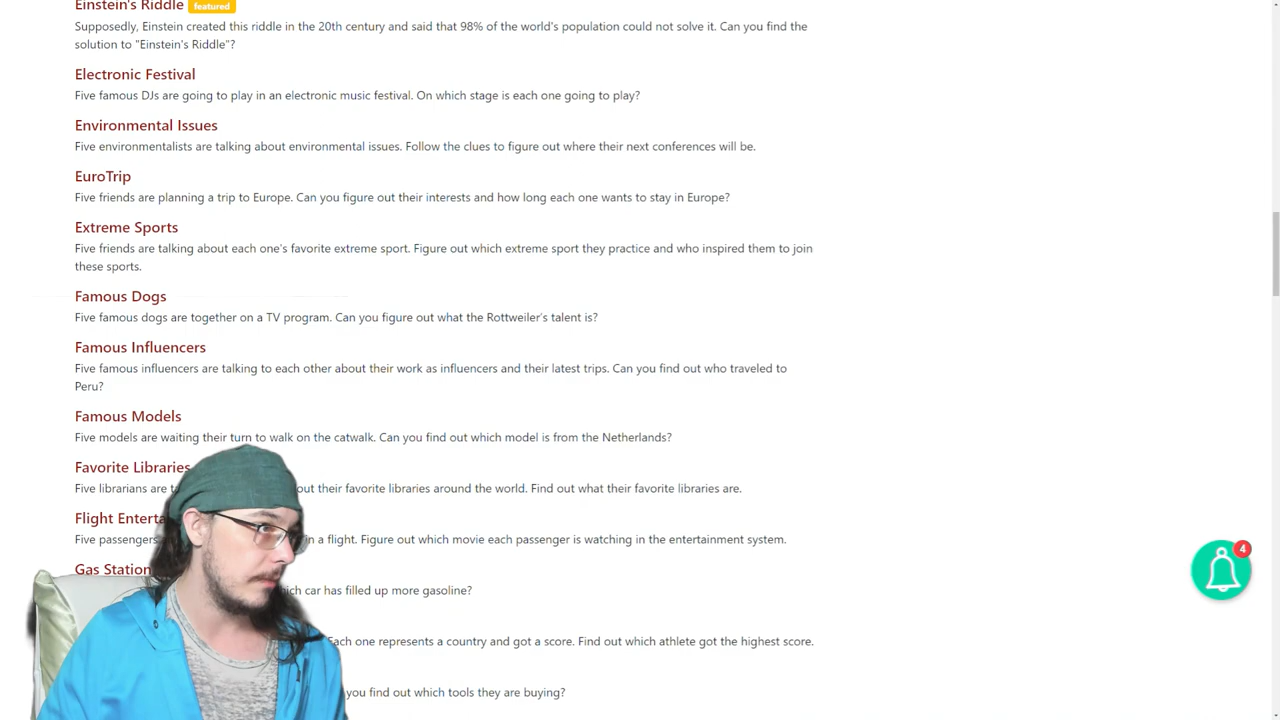 Einstein's Riddle featured
Supposedly, Einstein created this riddle in the 20th century and said that 98% of the world's population could not solve it. Can you find the
solution to "Einstein's Riddle"?
Electronic Festival
Five famous DJs are going to play in an electronic music festival. On which stage is each one going to play?
Environmental Issues
Five environmentalists are talking about environmental issues. Follow the clues to figure out where their next conferences will be.
EuroTrip
Five friends are planning a trip to Europe. Can you figure out their interests and how long each one wants to stay in Europe?
Extreme Sports
Five friends are talking about each one's favorite extreme sport. Figure out which extreme sport they practice and who inspired them to join
these sports.
Famous Dogs
Five famous dogs are together on a TV program. Can you figure out what the Rottweiler's talent is?
Famous Influencers
Five famous influencers are talking to each other about their work as influencers and their latest trips. Can you find out who traveled to
Peru?
Famous Models
Five models are waiting their turn to walk on the catwalk. Can you find out which model is from the Netherlands?
Favorite Libraries
Five librarians are out their favorite libraries around the world. Find out what their favorite libraries are.
Flight
Five passengers in a flight. Figure out which movie each passenger is watching in the entertainment system.
4
Gas Station
car has filled up more gasoline?
Each one represents a country and got a score. Find out which athlete got the highest score.
you find out which tools they are buying?